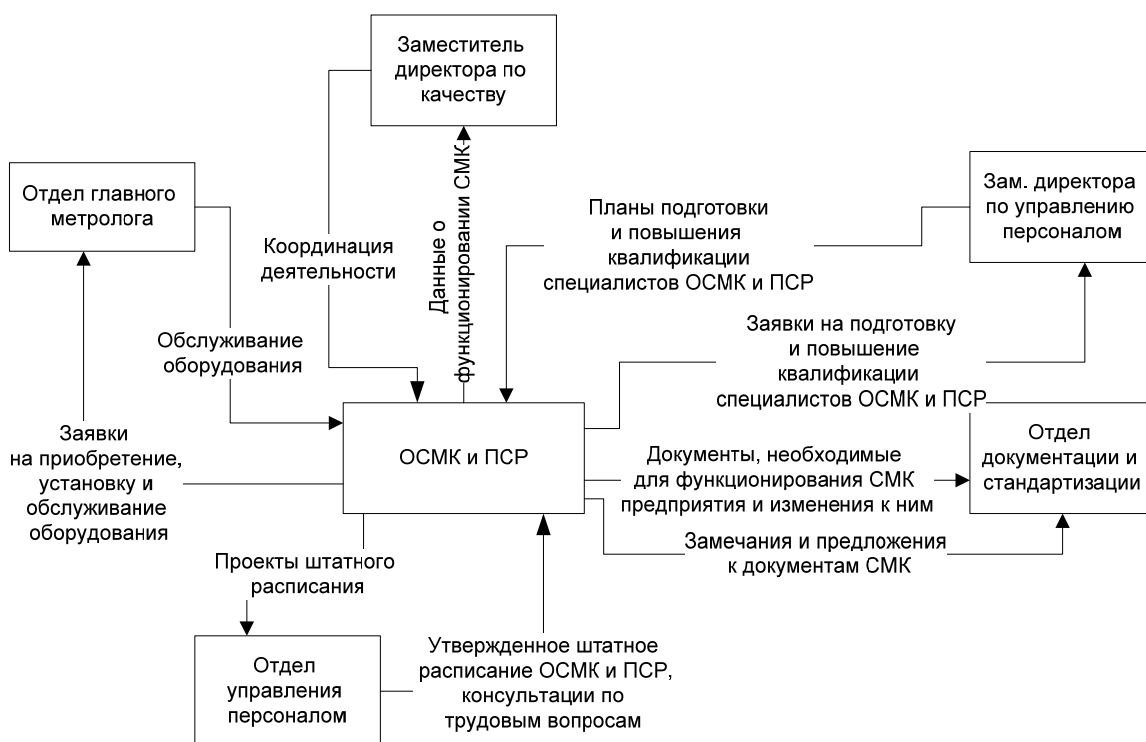 Заместитель
директора по
качеству
Отдел главного
метролога
Зам. директора
по управлению
персоналом
Координация
деятельности
Данные о
функционировании СМК
Планы подготовки
и повышения
квалификации
специалистов ОСМК и ПСР
Обслуживание
оборудования
Заявки на подготовку
и повышение
квалификации
специалистов ОСМК и ПСР
Заявки
на приобретение,
установку и
обслуживание
оборудования
ОСМК и ПСР
Документы, необходимые
для функционирования СМК
предприятия и изменения к ним
Отдел
документации и
стандартизации
Замечания и предложения
к документам СМК
Проекты штатного
расписания
Отдел
управления
персоналом
Утвержденное штатное
расписание ОСМК и ПСР,
консультации по
трудовым вопросам